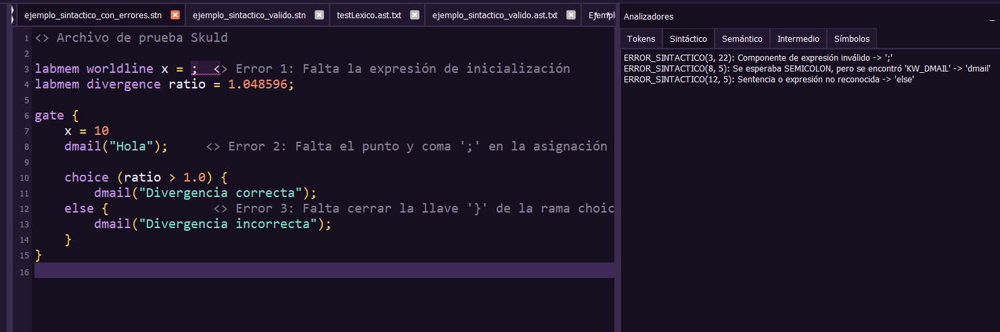 ejemplo_sintactico_con_errores.stn ejemplo_sintactico_valido.stn testLexico.ast.txt ejemplo_sintactico_valido.ast.txt
1 <> Archivo de prueba Skuld
2
3 labmem worldline x = ;  <> Error 1: Falta la expresión de inicialización
4 labmem divergence ratio = 1.048596;
5
6 gate {
7     x = 10
8     dmail("Hola");     <> Error 2: Falta el punto y coma ';' en la asignación
9
10     choice (ratio > 1.0) {
11         dmail("Divergencia correcta");
12     else {              <> Error 3: Falta cerrar la llave '}' de la rama choic
13         dmail("Divergencia incorrecta");
14     }
15 }
16
Analizadores
Tokens Sintáctico Semántico Intermedio Símbolos
ERROR_SINTACTICO(3, 22): Componente de expresión inválido -> ';'
ERROR_SINTACTICO(8, 5): Se esperaba SEMICOLON, pero se encontró 'KW_DMAIL' -> 'dmail'
ERROR_SINTACTICO(12, 5): Sentencia o expresión no reconocida -> 'else'